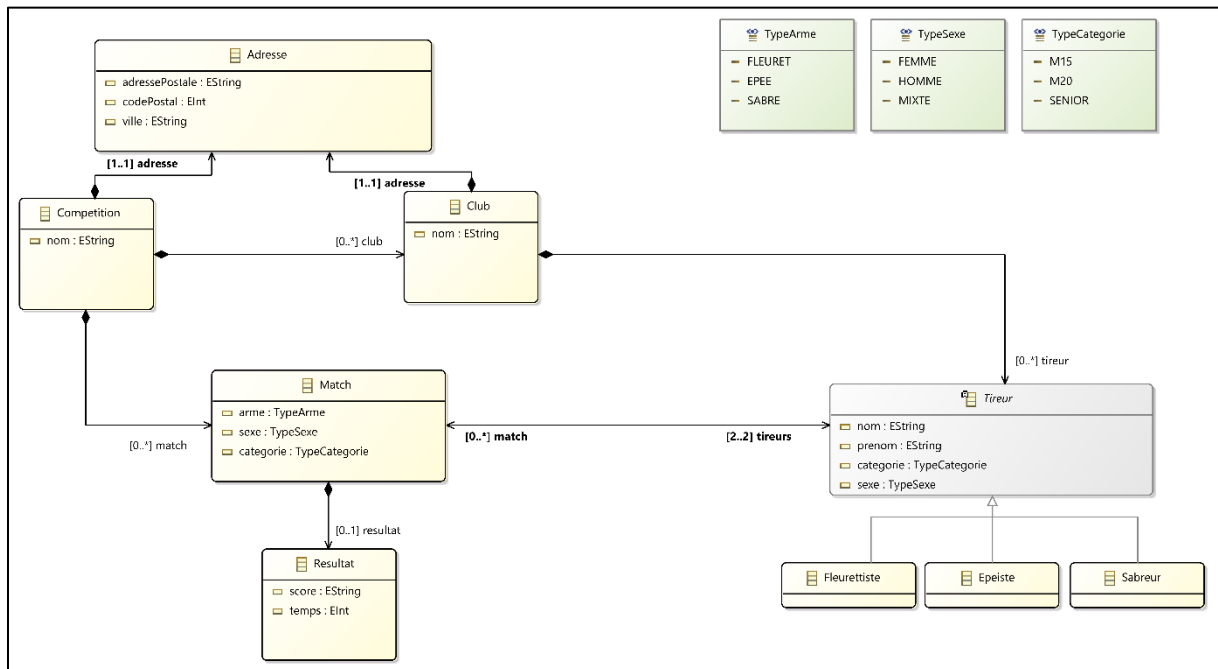 Adresse
adressePostale : EString
codePostal : EInt
ville : EString
TypeArme
FLEURET
EPEE
SABRE
TypeSexe
FEMME
HOMME
MIXTE
TypeCategorie
M15
M20
SENIOR
[1..1] adresse
[1..1] adresse
Competition
nom : EString
[0..*] club
Club
nom : EString
[0..*] tireur
Match
arme : TypeArme
sexe : TypeSexe
categorie : TypeCategorie
[0..*] match
[0..*] match
[2..2] tireurs
Tireur
nom : EString
prenom : EString
categorie : TypeCategorie
sexe : TypeSexe
[0..1] resultat
Resultat
score : EString
temps : EInt
Fleurettiste
Epeiste
Sabreur